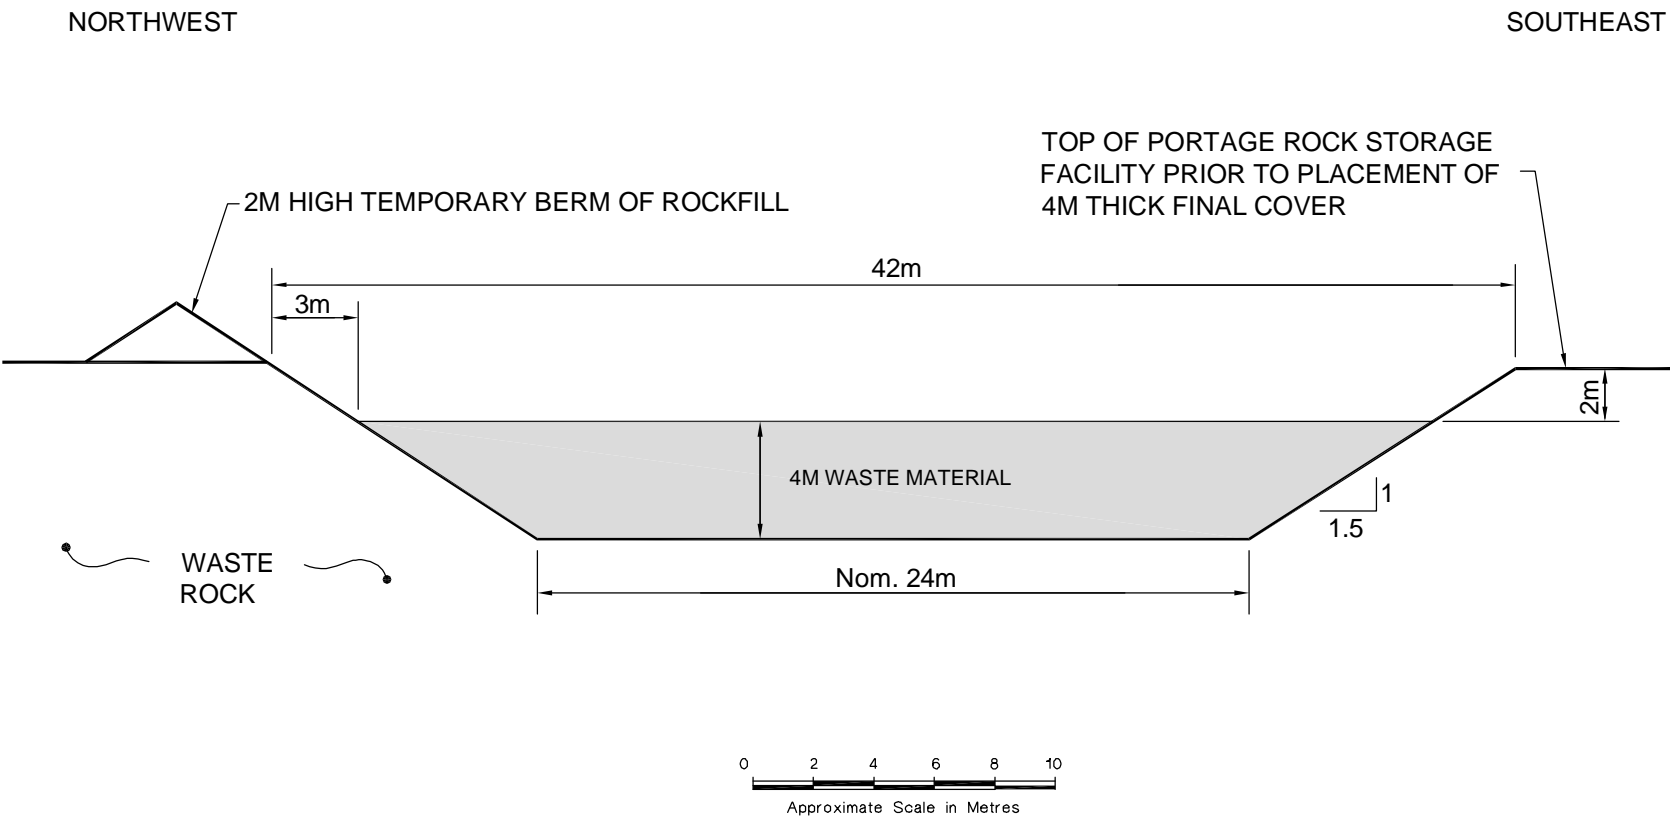 NORTHWEST
SOUTHEAST
TOP OF PORTAGE ROCK STORAGE
FACILITY PRIOR TO PLACEMENT OF
4M THICK FINAL COVER
2M HIGH TEMPORARY BERM OF ROCKFILL
42m
3m
2m
4M WASTE MATERIAL
1
1.5
WASTE
ROCK
Nom. 24m
0 2 4 6 8 10
Approximate Scale in Metres